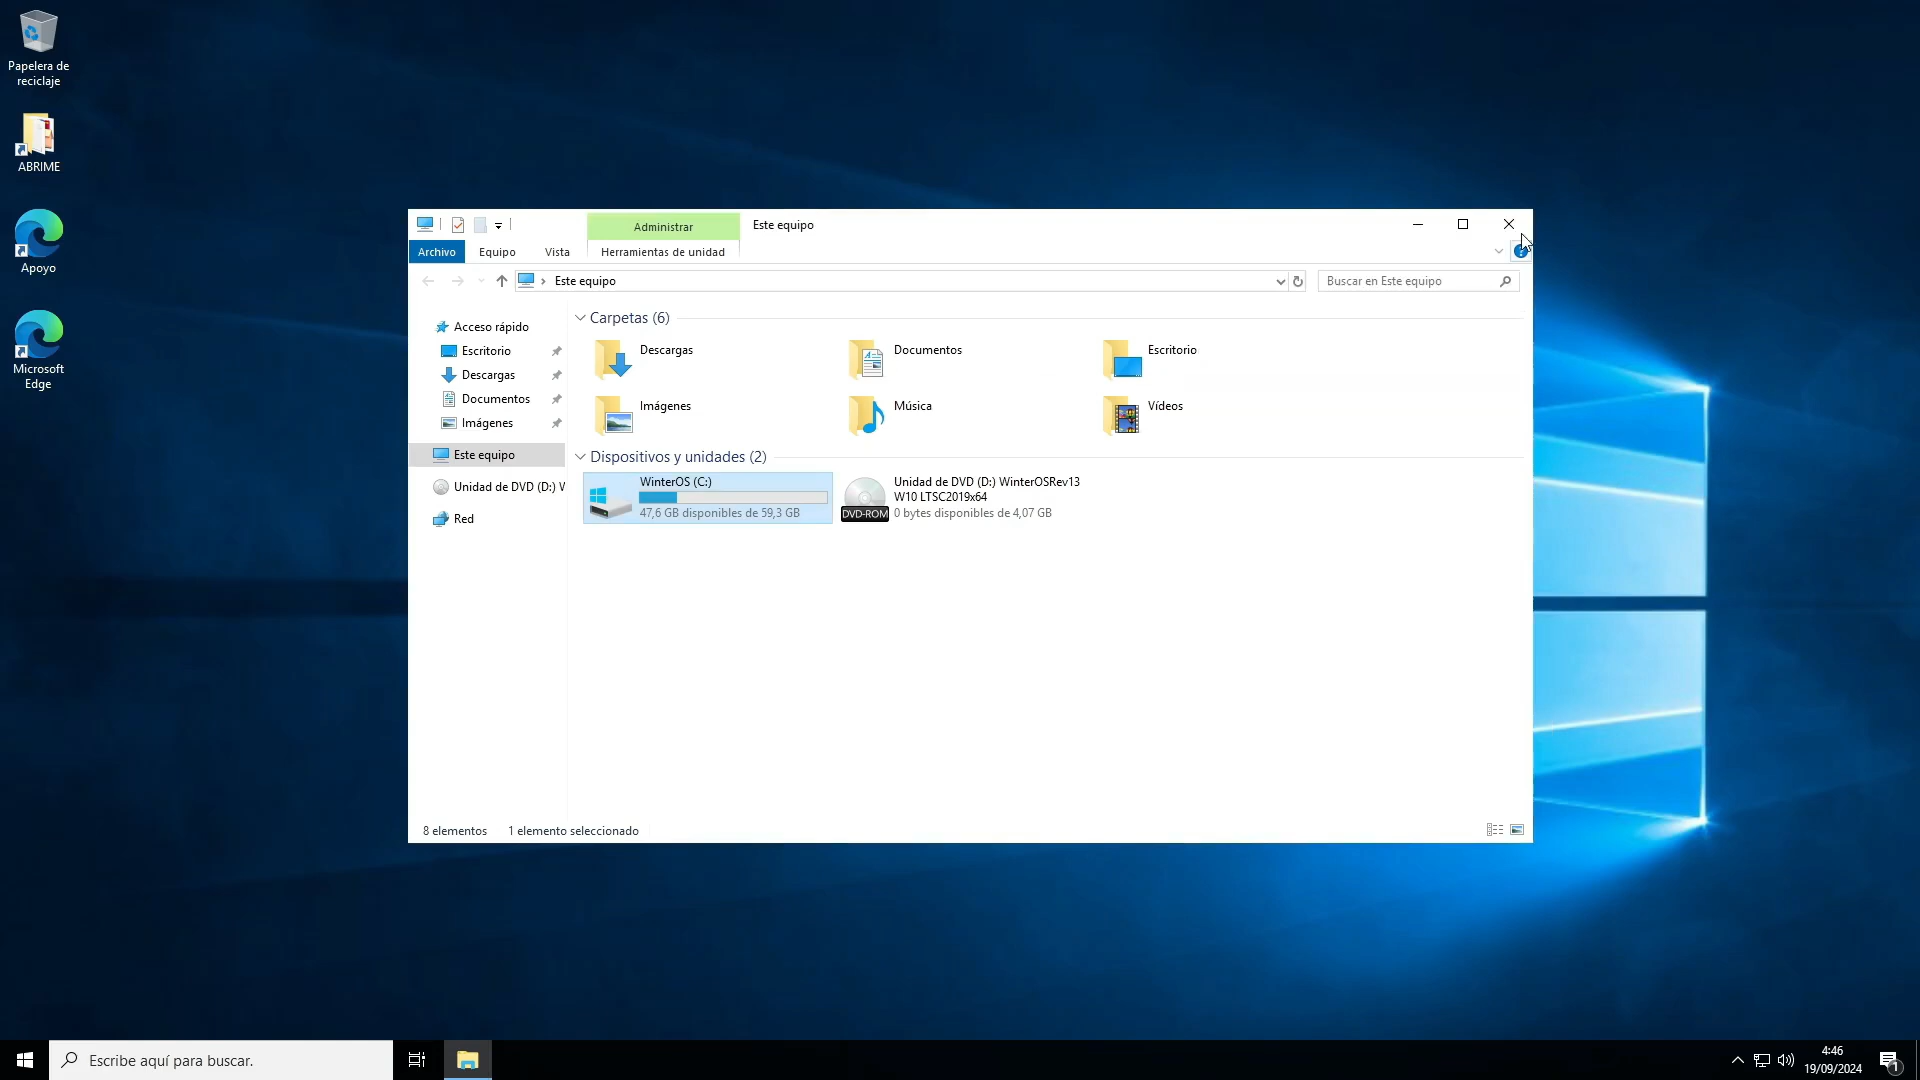 Papelera de
reciclaje
ABRIME
Apoyo
Microsoft
Edge
Administrar
Este equipo
Archivo
Equipo
Vista
Herramientas de unidad
Este equipo
Buscar en Este equipo
Acceso rápido
Escritorio
Descargas
Documentos
Imágenes
Este equipo
Unidad de DVD (D:) W
Red
Carpetas (6)
Descargas
Documentos
Escritorio
Imágenes
Música
Vídeos
Dispositivos y unidades (2)
WinterOS (C:)
47,6 GB disponibles de 59,3 GB
DVD-ROM
Unidad de DVD (D:) WinterOSRev13
W10 LTSC2019x64
0 bytes disponibles de 4,07 GB
8 elementos
1 elemento seleccionado
Escribe aquí para buscar.
4:46
19/09/2024
1